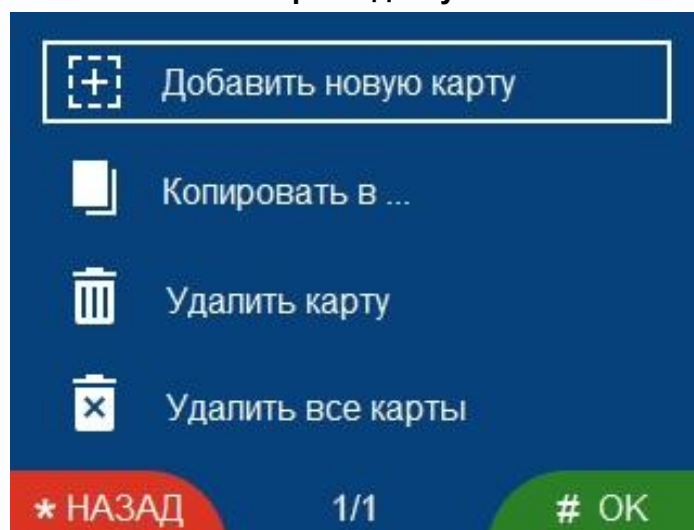 Добавить новую карту
Копировать в ...
Удалить карту
Удалить все карты
* НАЗАД 1/1 # OK